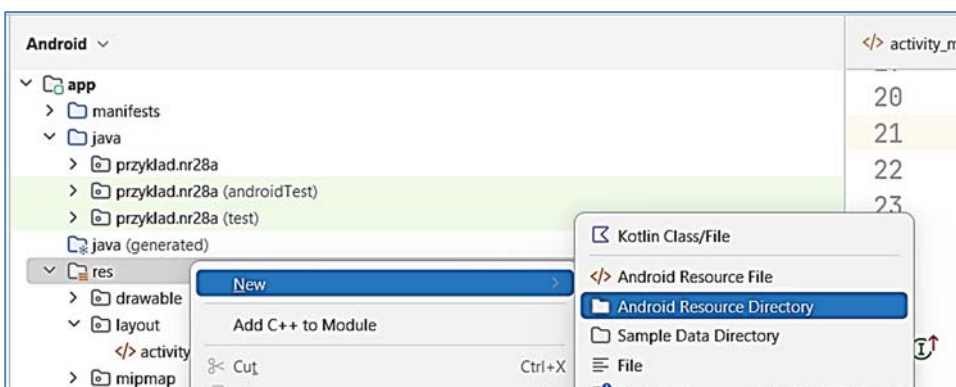 Android
activity_m
app
manifests
java
przyklad.nr28a
przyklad.nr28a (androidTest)
przyklad.nr28a (test)
java (generated)
res
drawable
layout
activity
mipmap
New
Add C++ to Module
Cut Ctrl+X
Kotlin Class/File
Android Resource File
Android Resource Directory
Sample Data Directory
File
20
21
22
23